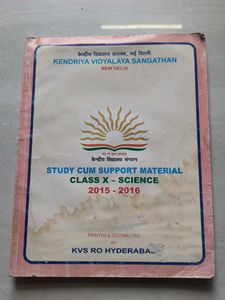 केन्द्रीय विद्यालय संगठन, नई दिल्ली
KENDRIYA VIDYALAYA SANGATHAN
NEW DELHI
केन्द्रीय विद्यालय संगठन
STUDY CUM SUPPORT MATERIAL
CLASS X – SCIENCE
2015 - 2016
PRINTED & DISTRIBUTED
BY
KVS RO HYDERABAD